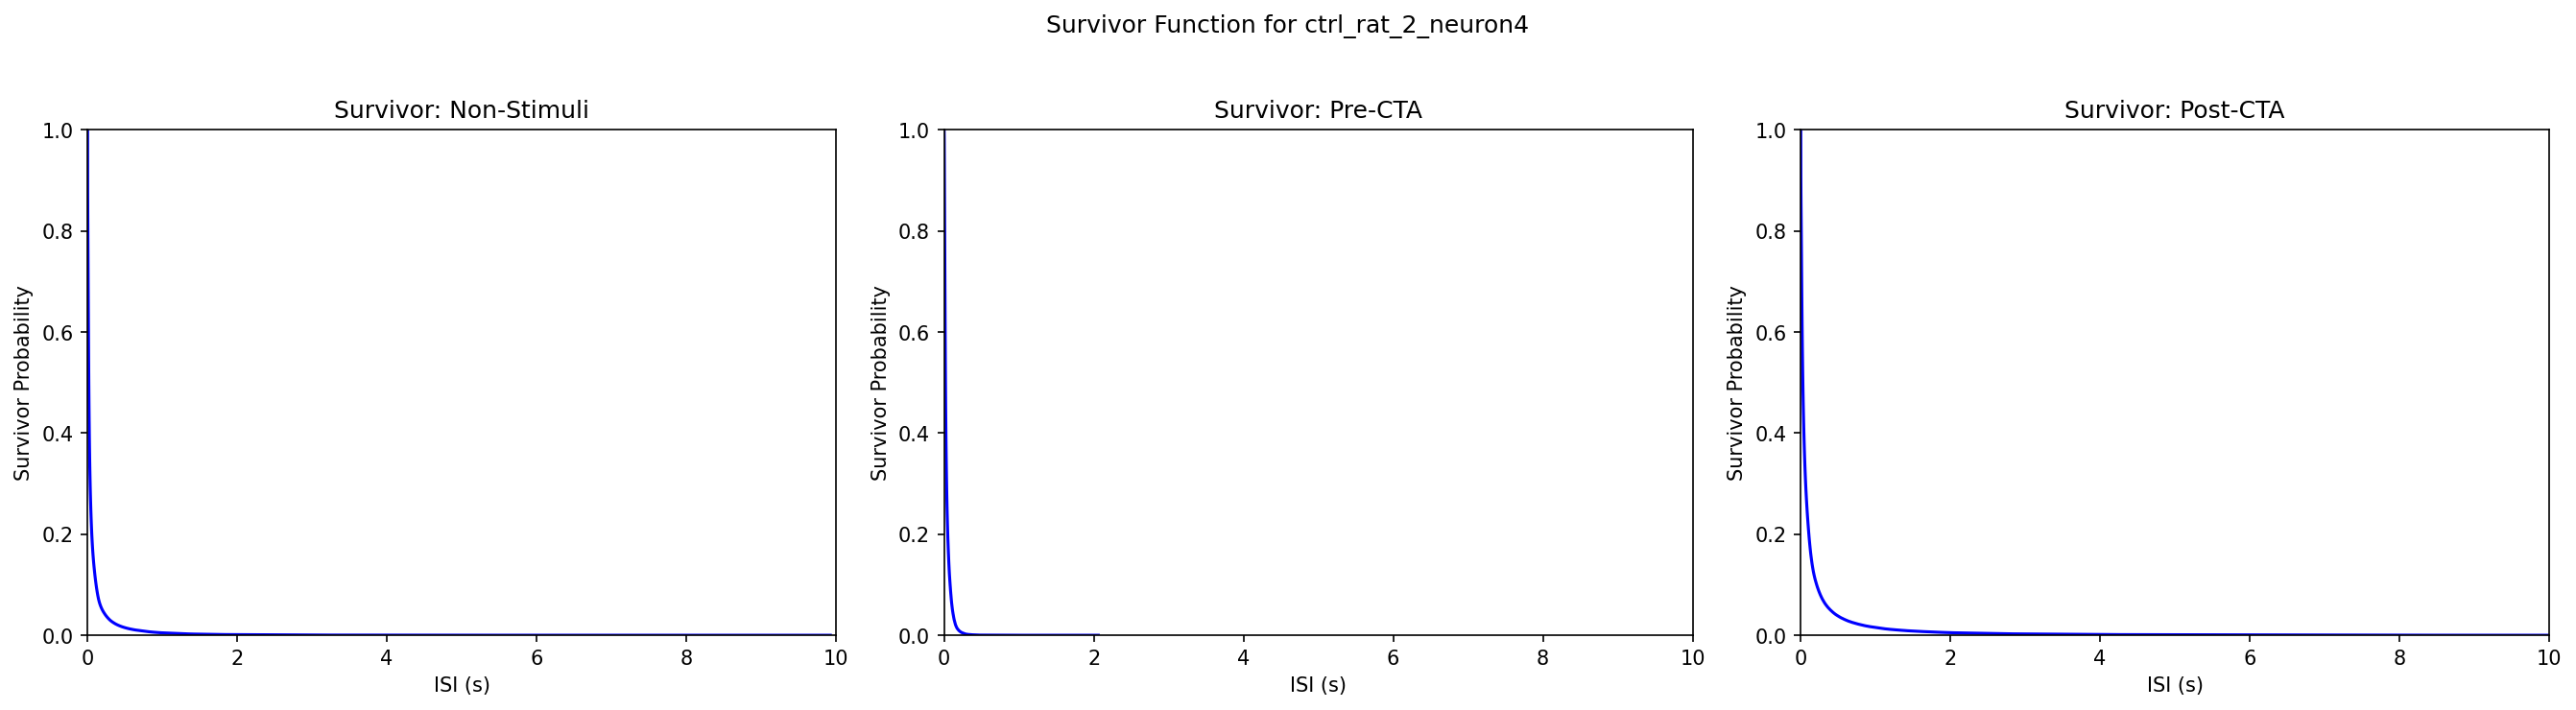 Survivor Function for ctrl_rat_2_neuron4
Survivor: Non-Stimuli
1.0
0.8
0.6
0.4
0.2
0.0
Survivor Probability
0 2 4 6 8 10
ISI (s)
Survivor: Pre-CTA
1.0
0.8
0.6
0.4
0.2
0.0
Survivor Probability
0 2 4 6 8 10
ISI (s)
Survivor: Post-CTA
1.0
0.8
0.6
0.4
0.2
0.0
Survivor Probability
0 2 4 6 8 10
ISI (s)